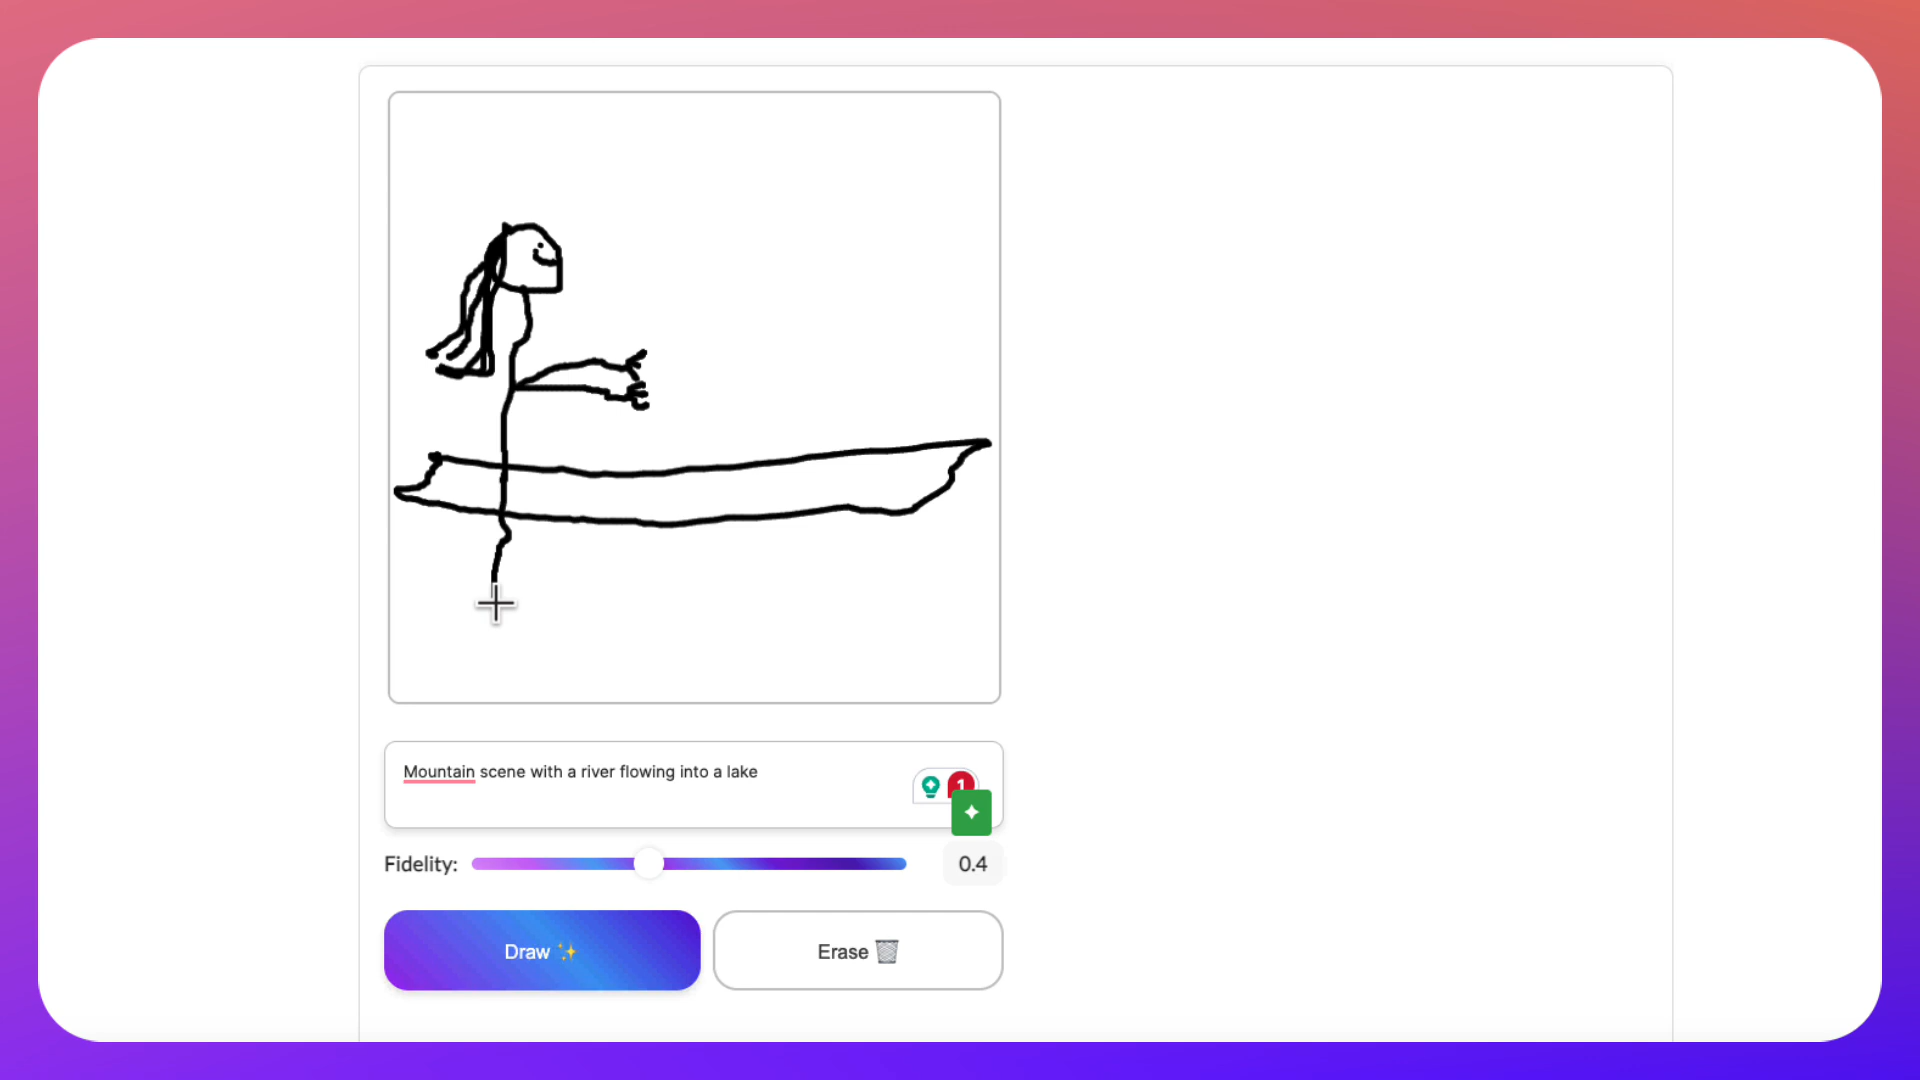 Mountain scene with a river flowing into a lake
1
Fidelity:
0.4
Draw ✨
Erase 🗑️